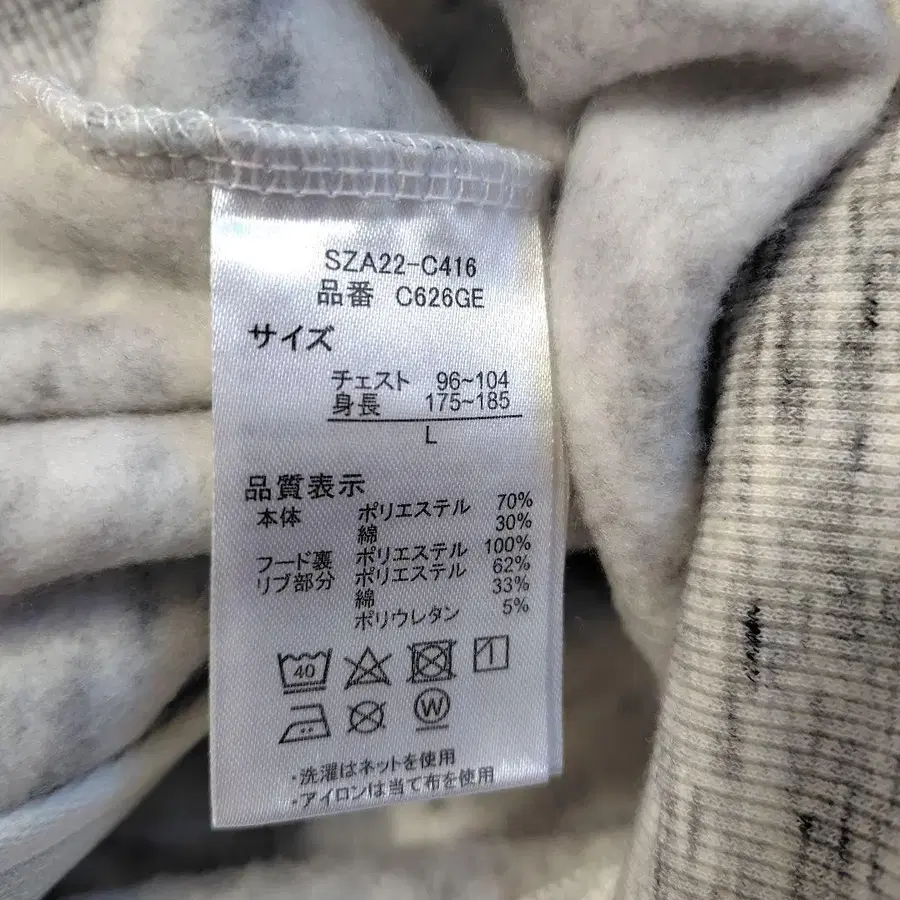 SZA22-C416
品番 C626GE
サイズ
チェスト 96~104
身長 175~185
L
品質表示
本体 ポリエステル 70%
綿 30%
フード裏 ポリエステル 100%
リブ部分 ポリエステル 62%
綿 33%
ポリウレタン 5%
40
W
・洗濯はネットを使用
・アイロンは当て布を使用